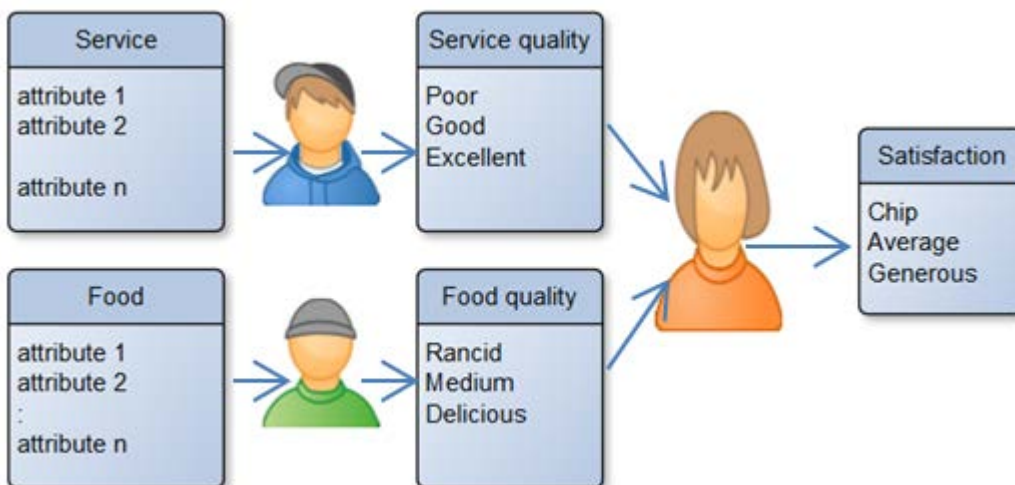 Service
attribute 1
attribute 2
attribute n
Service quality
Poor
Good
Excellent
Food
attribute 1
attribute 2
:
attribute n
Food quality
Rancid
Medium
Delicious
Satisfaction
Chip
Average
Generous